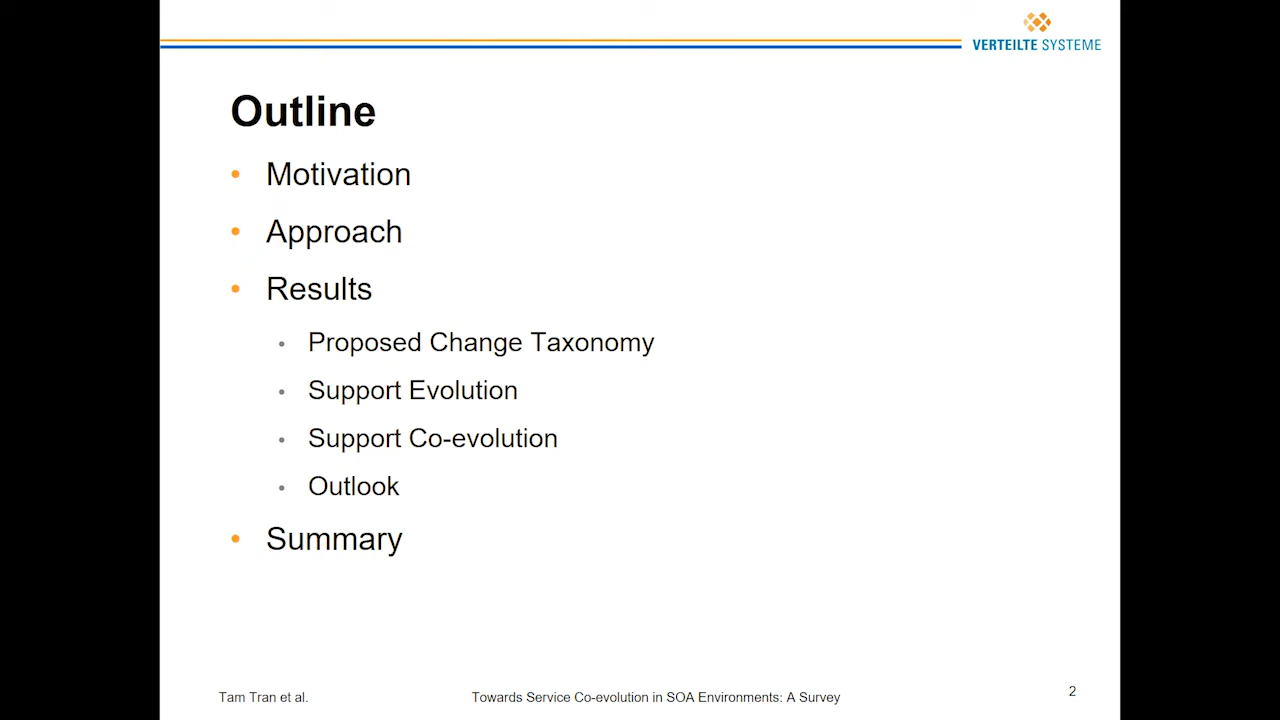 VERTEILTE SYSTEME
Outline
• Motivation
• Approach
• Results
• Proposed Change Taxonomy
• Support Evolution
• Support Co-evolution
• Outlook
• Summary
Tam Tran et al.
Towards Service Co-evolution in SOA Environments: A Survey
2